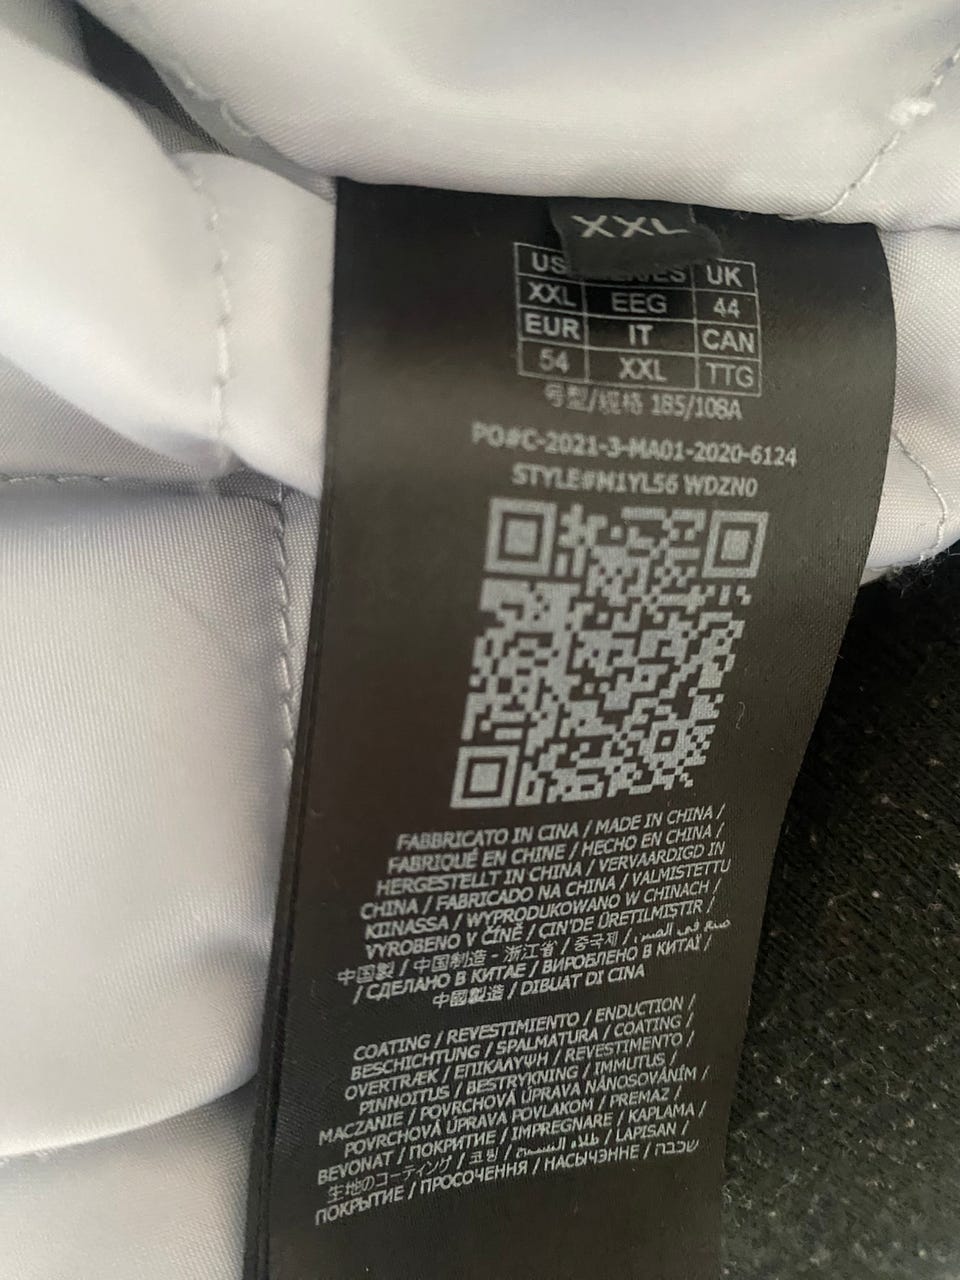 XXL
US UK
XXL EEG 44
EUR IT CAN
54 XXL TTG
号型/规格 185/108A
PO#C-2021-3-MA01-2020-6124
STYLE#M1YL56 WDZN0
FABBRICATO IN CINA / MADE IN CHINA /
FABRIQUÉ EN CHINE / HECHO EN CHINA /
HERGESTELLT IN CHINA / VERVAARDIGD IN
CHINA / FABRICADO NA CHINA / VALMISTETTU
KIINASSA / WYPRODUKOWANO W CHINACH /
VYROBENO V ČÍNĚ / CIN'DE ÜRETILMISTIR /
中国製 / 中国制造 - 浙江省 / 중국제 / صنع في الصين
/ СДЕЛАНО В КИТАЕ / ВИРОБЛЕНО В КИТАЇ /
中國製造 / DIBUAT DI CINA
COATING / REVESTIMIENTO / ENDUCTION /
BESCHICHTUNG / SPALMATURA / COATING /
OVERTRÆK / ΕΠΙΚΑΛΥΨΗ / REVESTIMENTO /
PINNOITUS / BESTRYKNING / IMMUTUS /
MACZANIE / POVRCHOVÁ ÚPRAVA NÁNOSOVÁNÍM /
POVRCHOVÁ ÚPRAVA POVLAKOM / PREMAZ /
BEVONAT / ПОКРИТИЕ / IMPREGNARE / KAPLAMA /
生地のコーティング / 코팅 / طلاء / LAPISAN /
ПОКРЫТИЕ / ПРОСОЧЕННЯ / НАСЫЧЭННЕ / שכבה